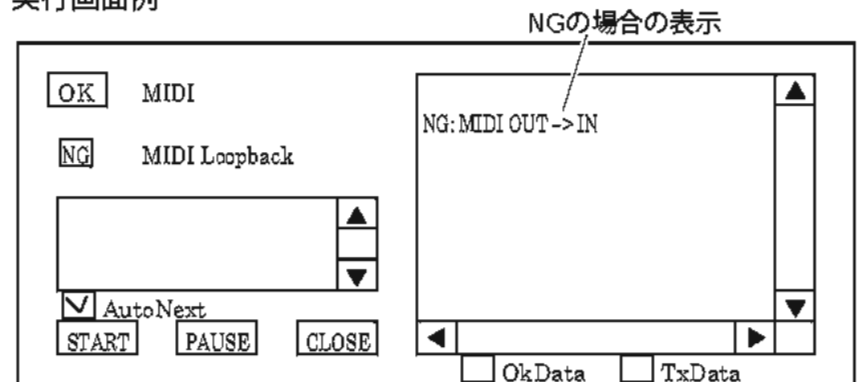 実行画面例
NGの場合の表示
OK MIDI
NG MIDI Loopback
NG: MIDI OUT -> IN
AutoNext
START PAUSE CLOSE
OkData TxData